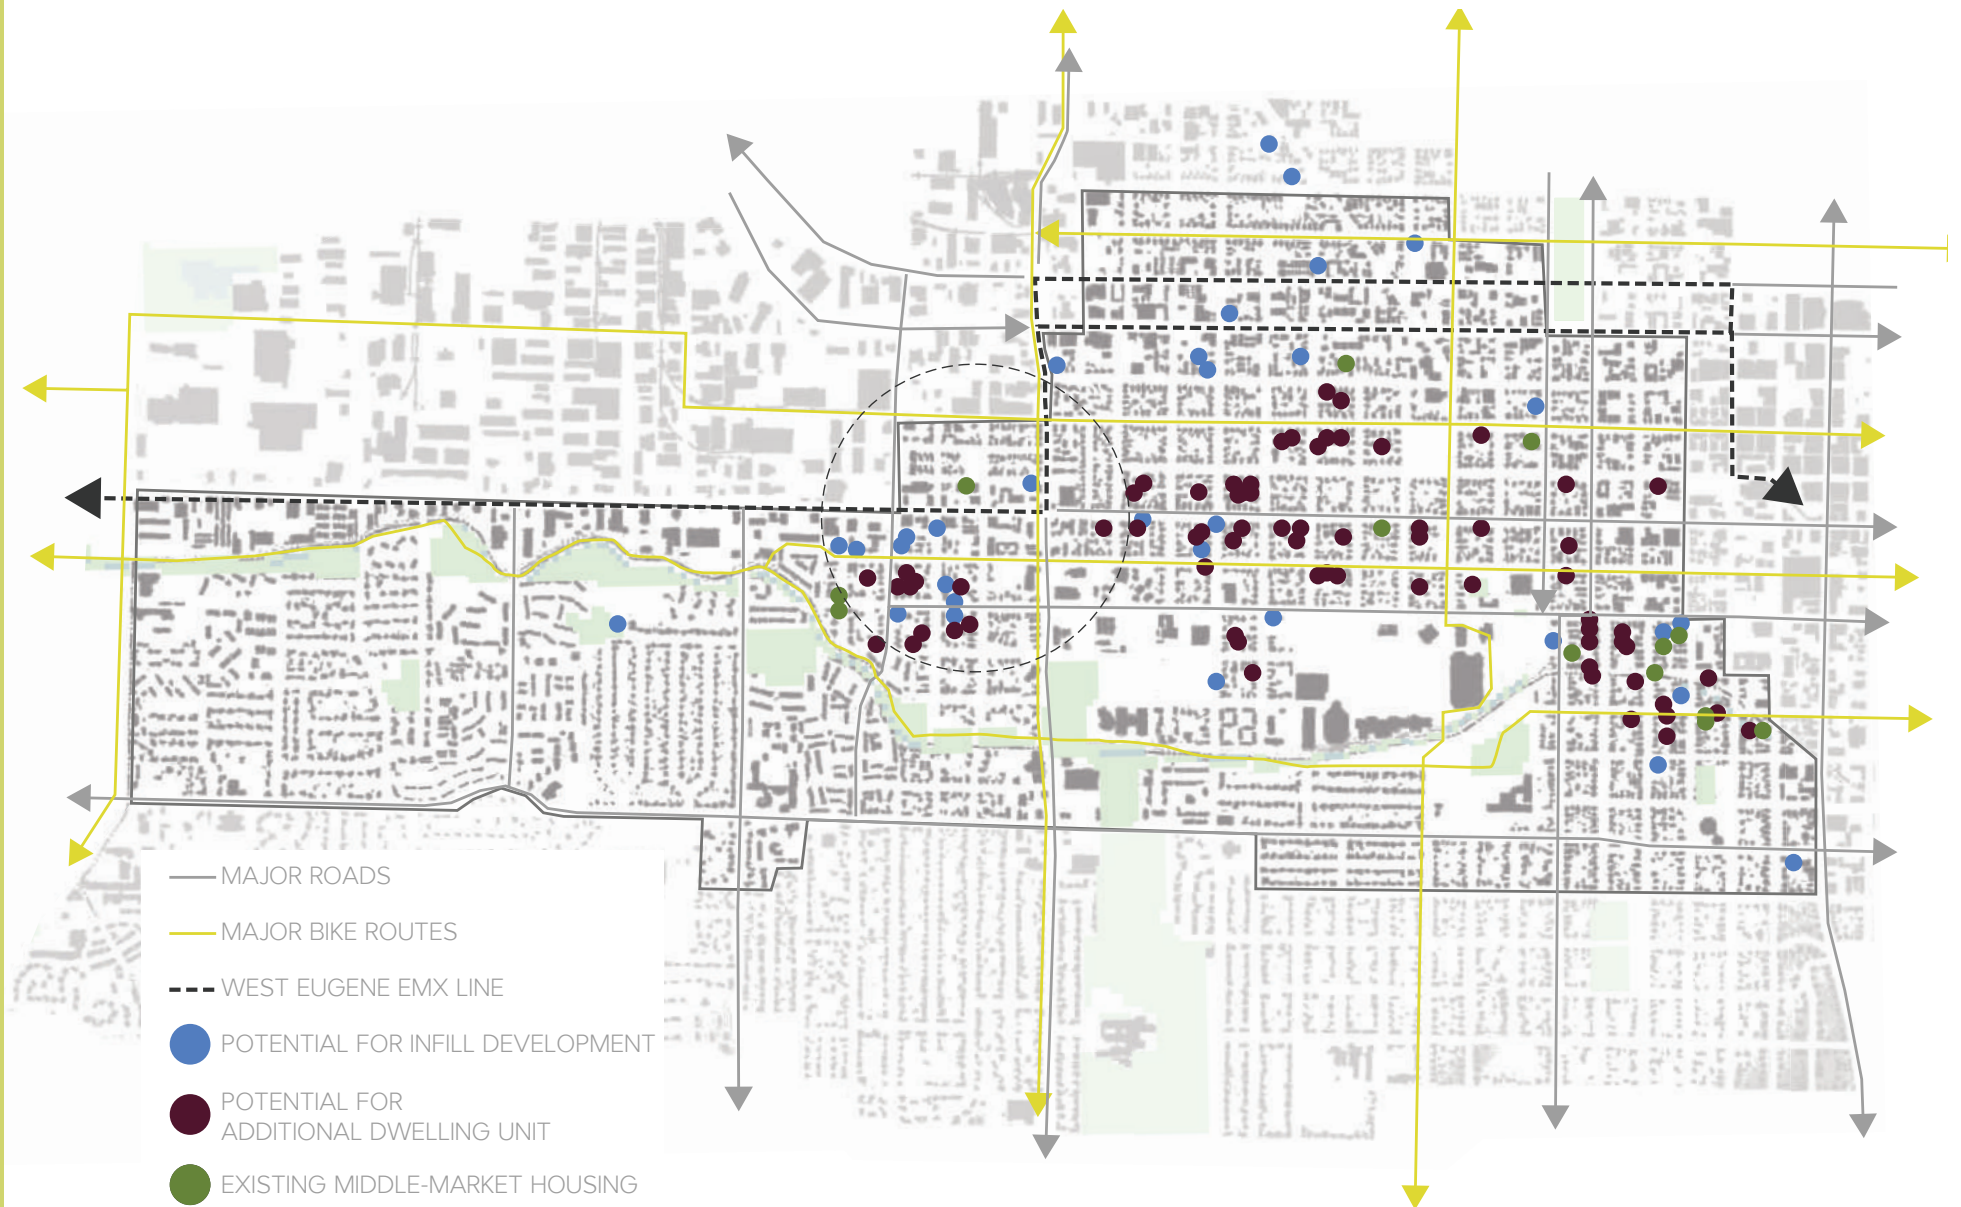 MAJOR ROADS
MAJOR BIKE ROUTES
WEST EUGENE EMX LINE
POTENTIAL FOR INFILL DEVELOPMENT
POTENTIAL FOR
ADDITIONAL DWELLING UNIT
EXISTING MIDDLE-MARKET HOUSING